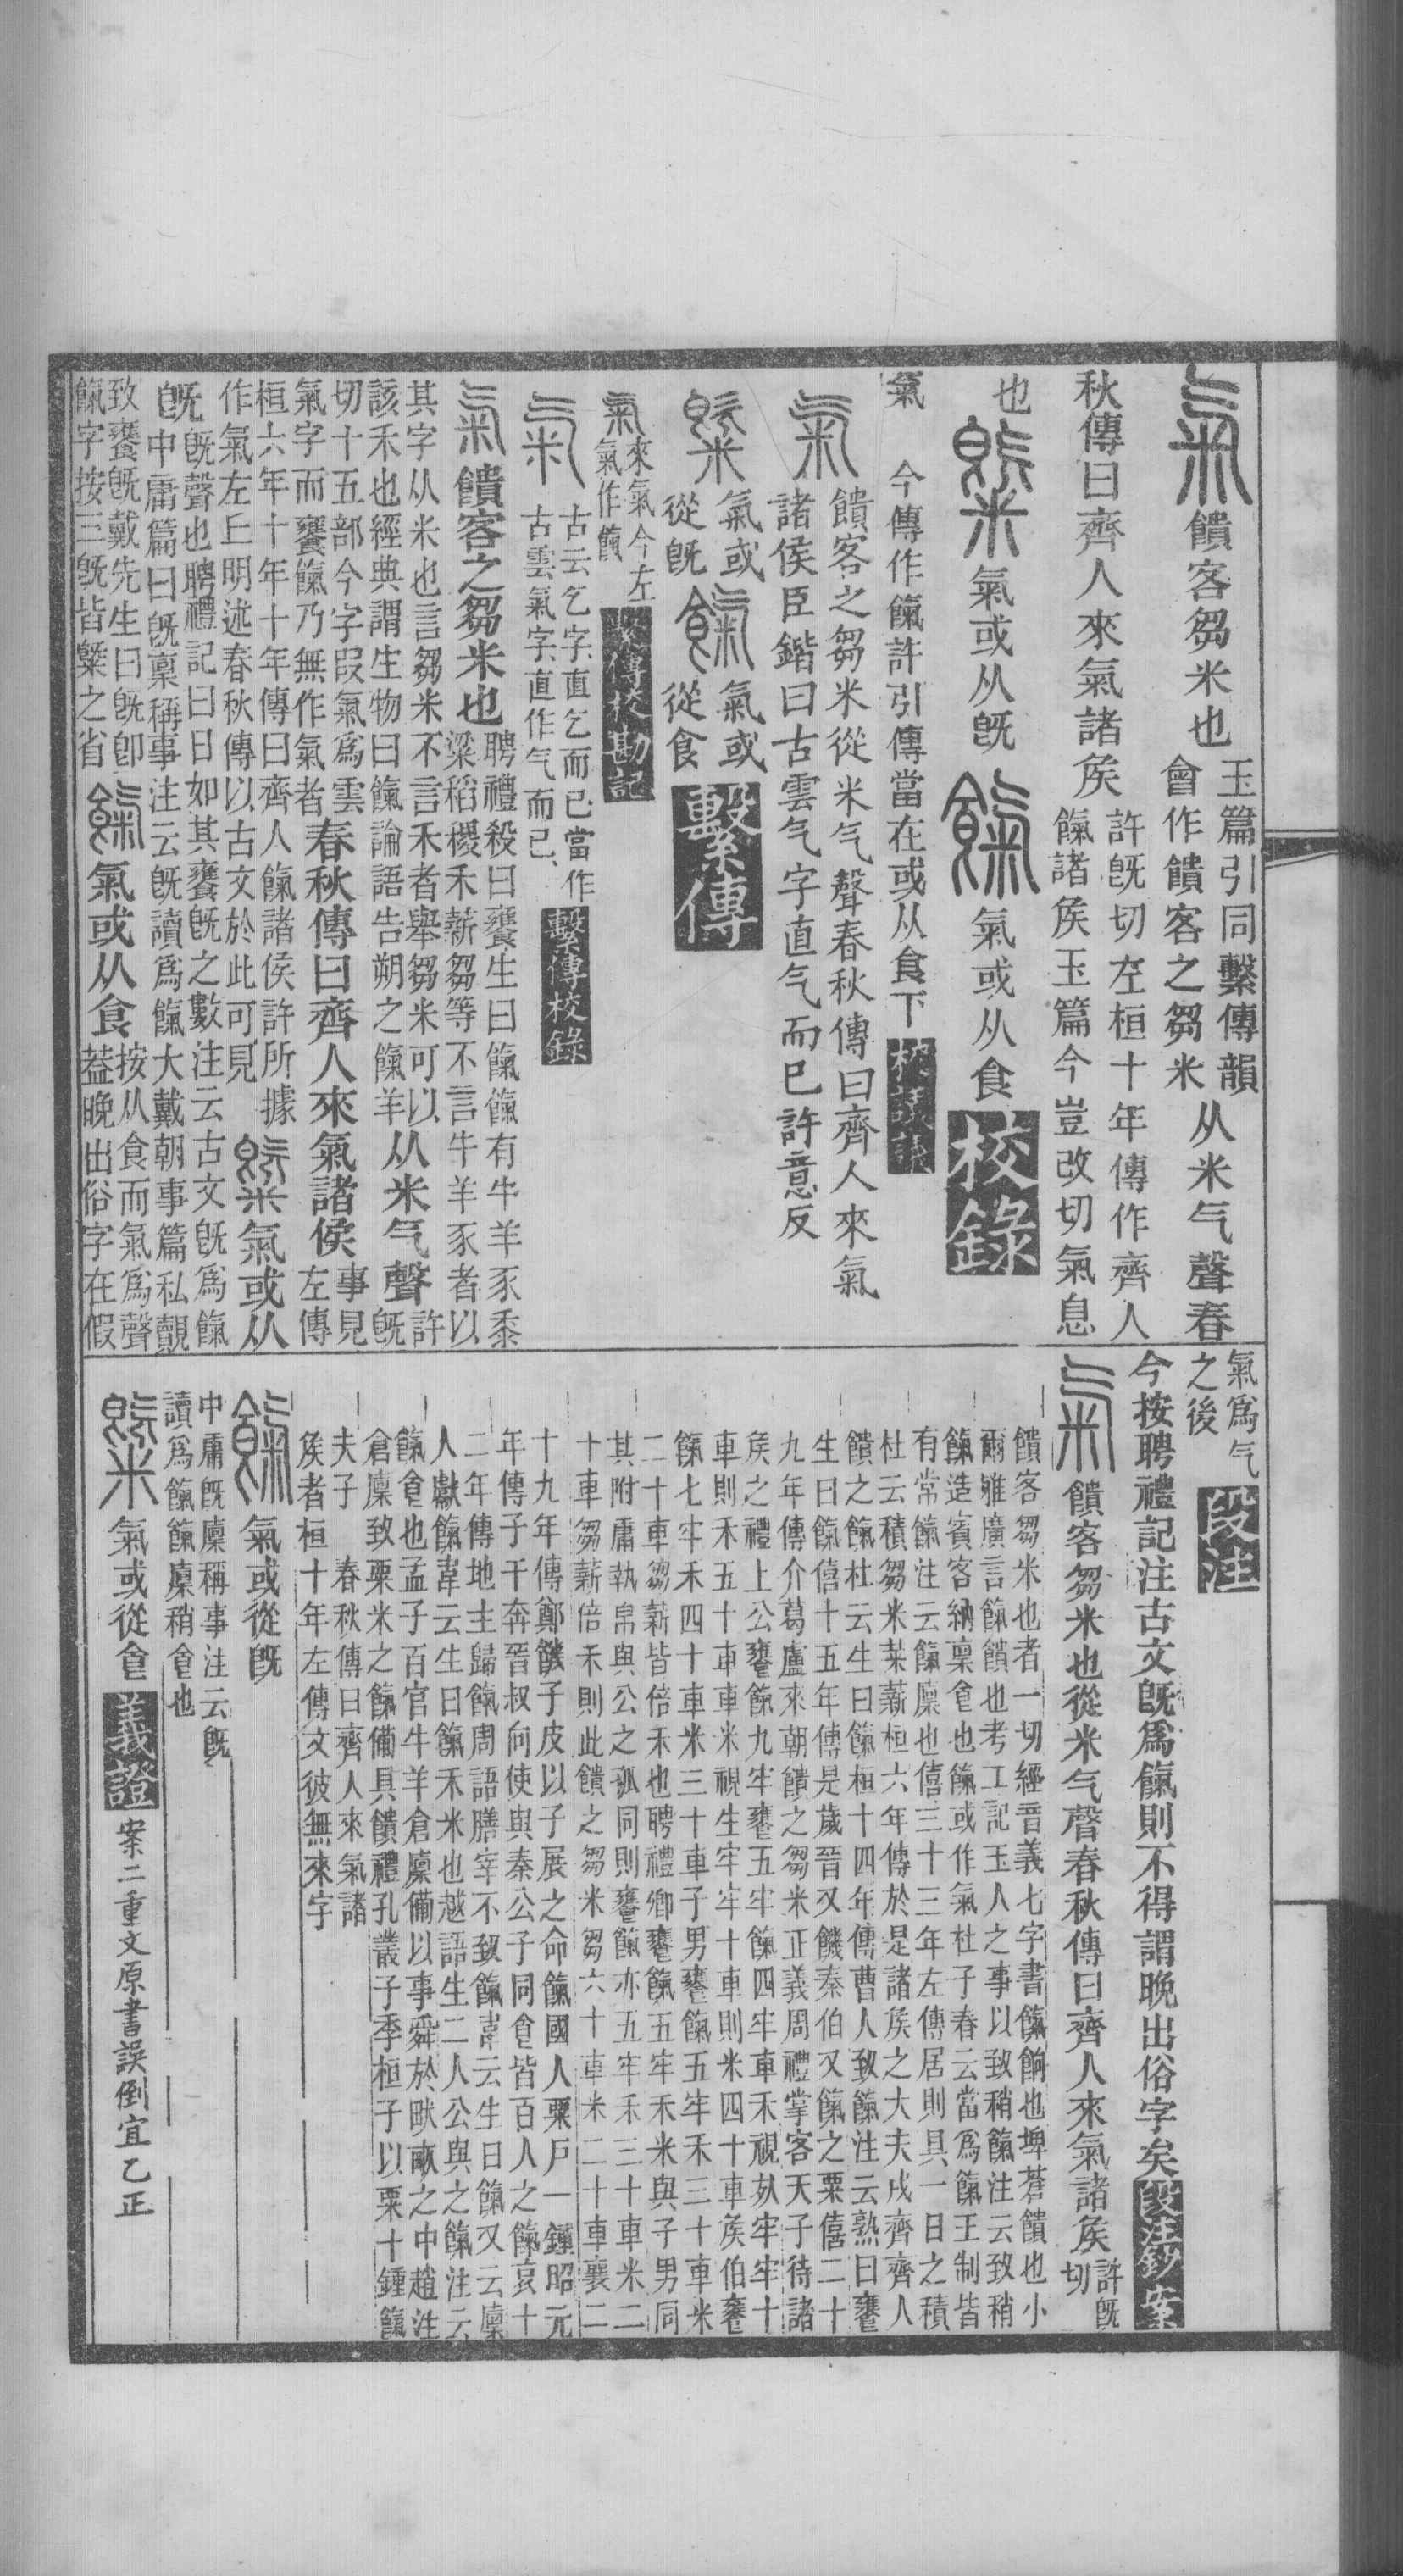 氣饋客芻米也玉篇引同繫傳韻
會作饋客之芻米从米气聲春
秋傳曰齊人來氣諸矦許旣切左桓十年傳作齊人
餼諸矦玉篇今豈改切氣息
也䊠氣或从旣餼氣或从食校錄
氣 今傳作餼許引傳當在或从食下校議議
氣饋客之芻米從米气聲春秋傳曰齊人來氣
諸侯臣鍇曰古雲气字直气而已許意反
䊠氣或
從旣餼氣或
從食繫傳
氣來氣今左
氣作餼繫傳校勘記
氣古云乞字直乞而已當作
古雲氣字直作气而已、繫傳校錄
氣饋客之芻米也聘禮殺曰饔生曰餼餼有牛羊豕黍
粱稻稷禾薪芻等不言牛羊豕者以
其字从米也言芻米不言禾者舉芻米可以
該禾也經典謂生物曰餼論語告朔之餼羊从米气聲許旣
切十五部今字叚氣爲雲
氣字而饔餼乃無作氣者春秋傳曰齊人來氣諸侯事見左傳
桓六年十年十年傳曰齊人餼諸侯許所據
作氣左丘明述春秋傳以古文於此可見䊠氣或从
旣旣聲也聘禮記曰日如其饔旣之數注云古文旣爲餼
中庸篇曰旣稟稱事注云旣讀爲餼大戴朝事篇私覿
致饔旣戴先生曰旣卽
餼字按三旣皆䊠之省餼氣或从食按从食而氣爲聲
葢晚出俗字在假
氣爲气
之後段注
今按聘禮記注古文旣爲餼則不得謂晚出俗字矣段注鈔案
氣饋客芻米也從米气聲春秋傳曰齊人來氣諸矦許旣
切
饋客芻米也者一切經音義七字書餼餉也埤蒼饋也小
爾雅廣言餼饋也考工記玉人之事以致稍餼注云致稍
餼造賓客納稟食也餼或作氣杜子春云當爲餼王制皆
有常餼注云餼廩也僖三十三年左傳居則具一日之積
杜云積芻米菜薪桓六年傳於是諸矦之大夫戍齊齊人
饋之餼杜云生曰餼桓十四年傳曹人致餼注云熟曰饔
生曰餼僖十五年傳是歲晉又饑秦伯又餼之粟僖二十
九年傳介葛盧來朝饋之芻米正義周禮掌客天子待諸
矦之禮上公饔餼九牢饔五牢餼四牢車禾視死牢牢十
車則禾五十車車米視生牢牢十車則米四十車矦伯饔
餼七牢禾四十車米三十車子男饔餼五牢禾三十車米
二十車芻薪皆倍禾也聘禮卿饔餼五牢禾米與子男同
其附庸執帛與公之孤同則饔餼亦五牢禾三十車米二
十車芻薪倍禾則此饋之芻米芻六十車米二十車襄二
十九年傳鄭饑子皮以子展之命餼國人粟戶一鍾昭元
年傳子干奔晉叔向使與秦公子同食皆百人之餼哀十
二年傳地主歸餼周語膳宰不致餼韋云生曰餼又云廩
人獻餼韋云生曰餼禾米也越語生二人公與之餼注云
餼食也孟子百官牛羊倉廩備以事舜於畎畝之中趙注
倉廩致粟米之餼備具饋禮孔叢子季桓子以粟十鍾餼
夫子 春秋傳曰齊人來氣諸
矦者桓十年左傳文彼無來字
餼氣或從旣
中庸旣廩稱事注云旣
讀爲餼餼廩稍食也
䊠氣或從食義證案二重文原書誤倒宜乙正